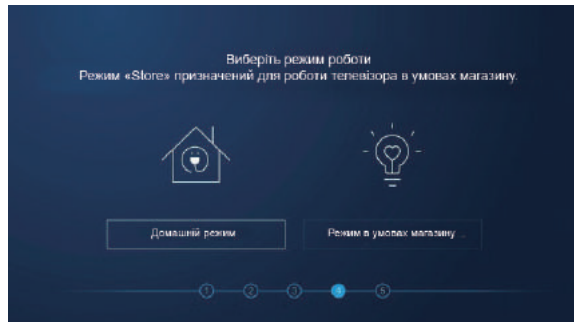 Виберіть режим роботи
Режим «Store» призначений для роботи телевізора в умовах магазину.
Домашній режим
Режим в умовах магазину...
1 2 3 4 5